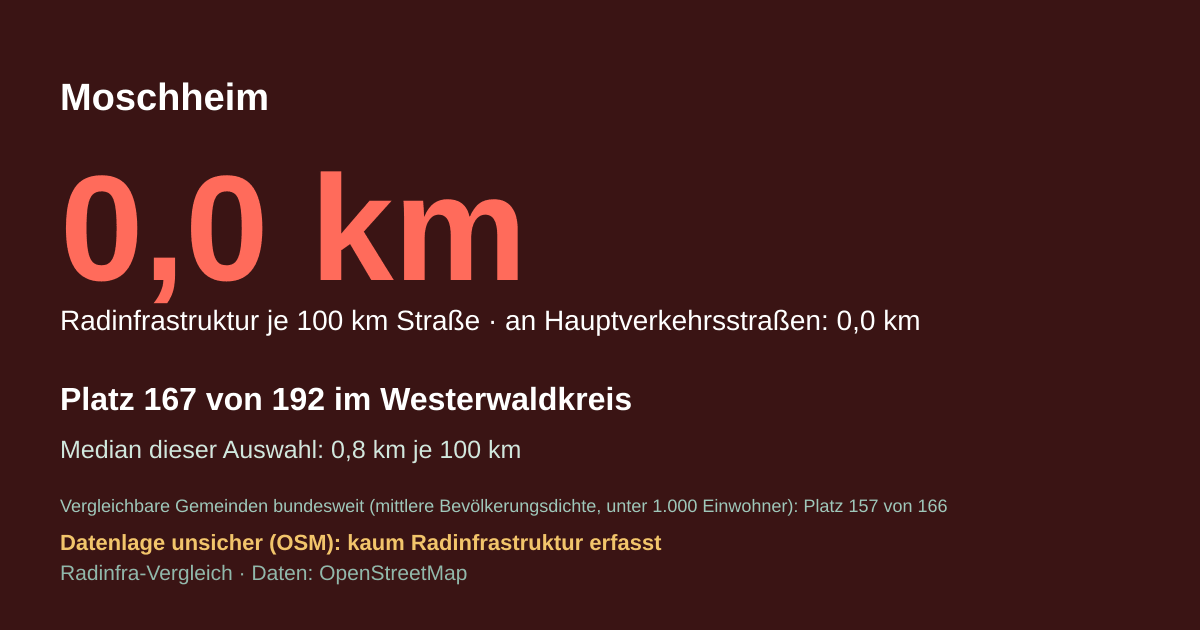 Moschheim
0,0 km
Radinfrastruktur je 100 km Straße · an Hauptverkehrsstraßen: 0,0 km
Platz 167 von 192 im Westerwaldkreis
Median dieser Auswahl: 0,8 km je 100 km
Vergleichbare Gemeinden bundesweit (mittlere Bevölkerungsdichte, unter 1.000 Einwohner): Platz 157 von 166
Datenlage unsicher (OSM): kaum Radinfrastruktur erfasst
Radinfra-Vergleich · Daten: OpenStreetMap